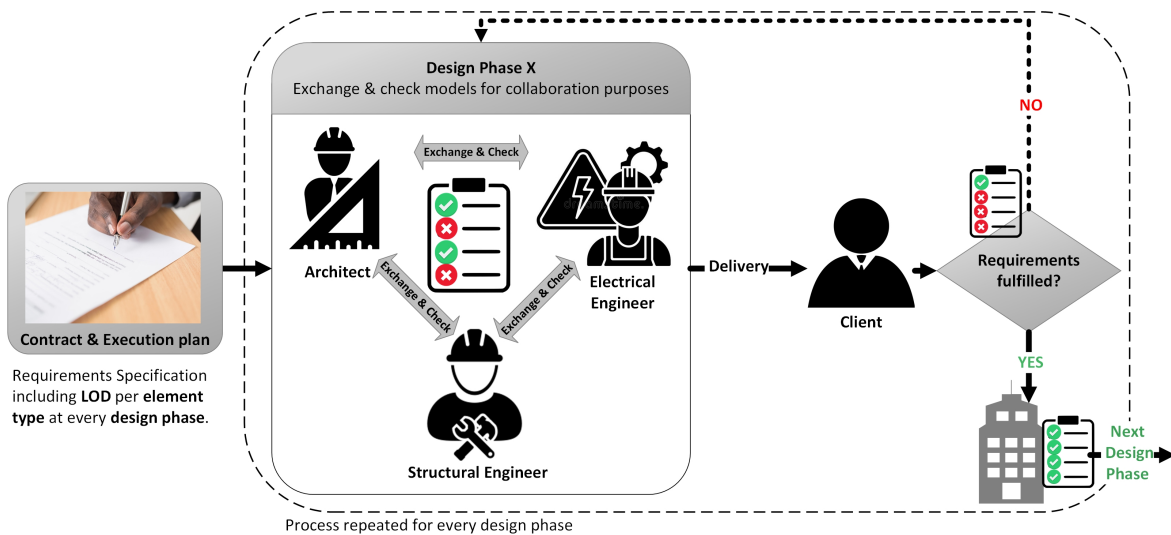 Design Phase X
Exchange & check models for collaboration purposes
NO
Exchange & Check
Architect
Exchange & Check
Exchange & Check
Electrical
Engineer
Structural Engineer
Contract & Execution plan
Requirements Specification
including LOD per element
type at every design phase.
Delivery
Client
Requirements
fulfilled?
YES
Next
Design
Phase
Process repeated for every design phase